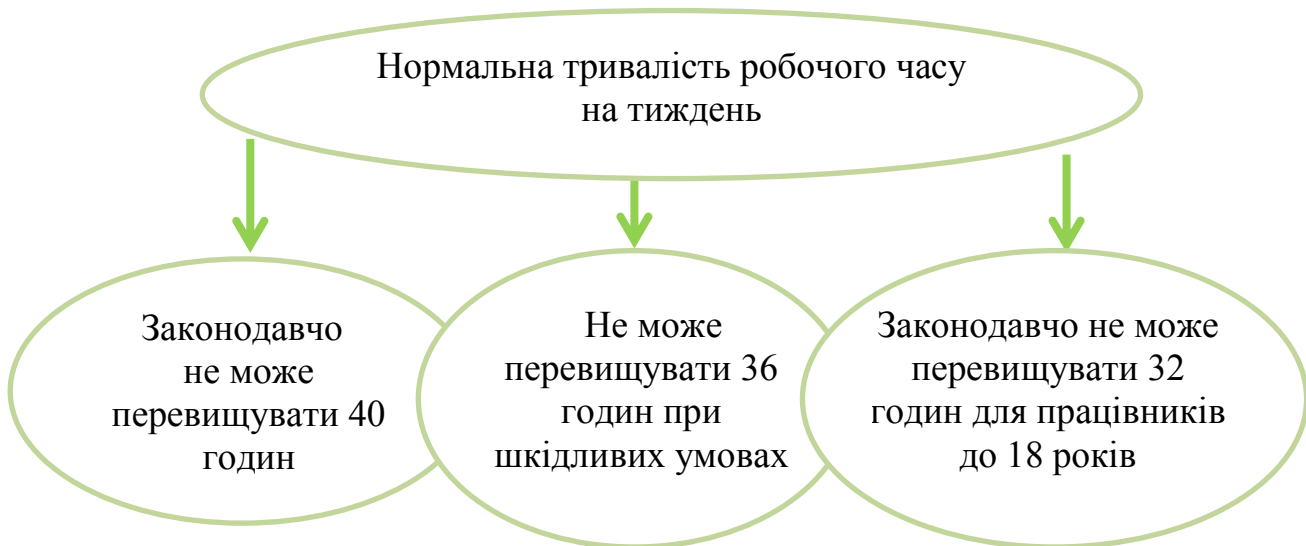 Нормальна тривалість робочого часу
на тиждень
Законодавчо
не може
перевищувати 40
годин
Не може
перевищувати 36
годин при
шкідливих умовах
Законодавчо не може
перевищувати 32
годин для працівників
до 18 років